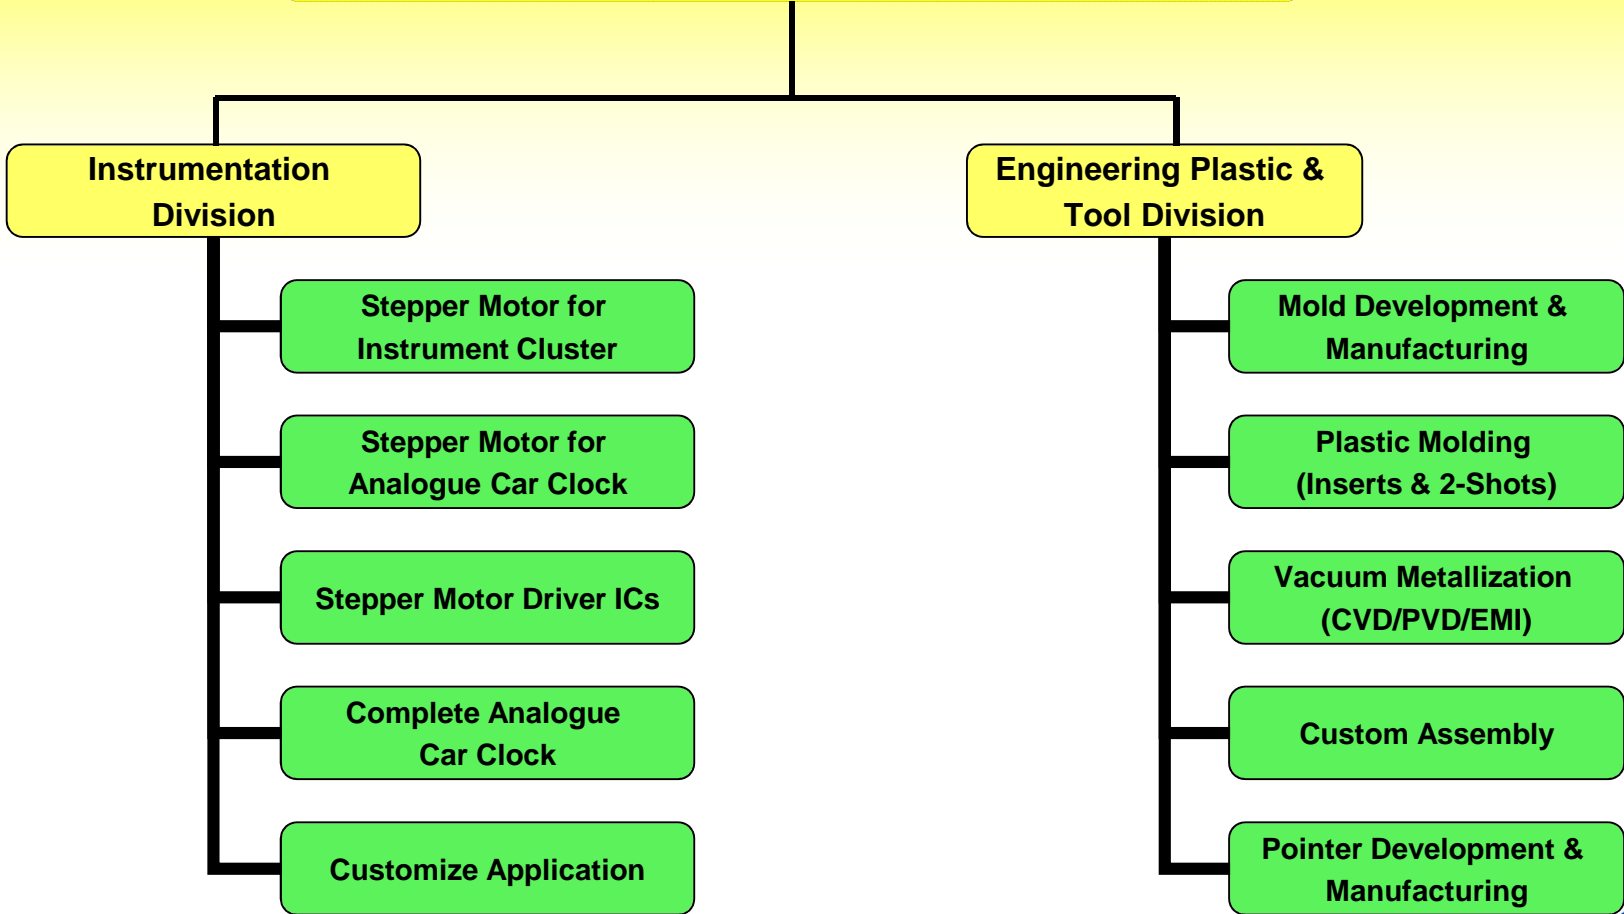 Instrumentation
Division
Stepper Motor for
Instrument Cluster
Stepper Motor for
Analogue Car Clock
Stepper Motor Driver ICs
Complete Analogue
Car Clock
Customize Application
Engineering Plastic &
Tool Division
Mold Development &
Manufacturing
Plastic Molding
(Inserts & 2-Shots)
Vacuum Metallization
(CVD/PVD/EMI)
Custom Assembly
Pointer Development &
Manufacturing